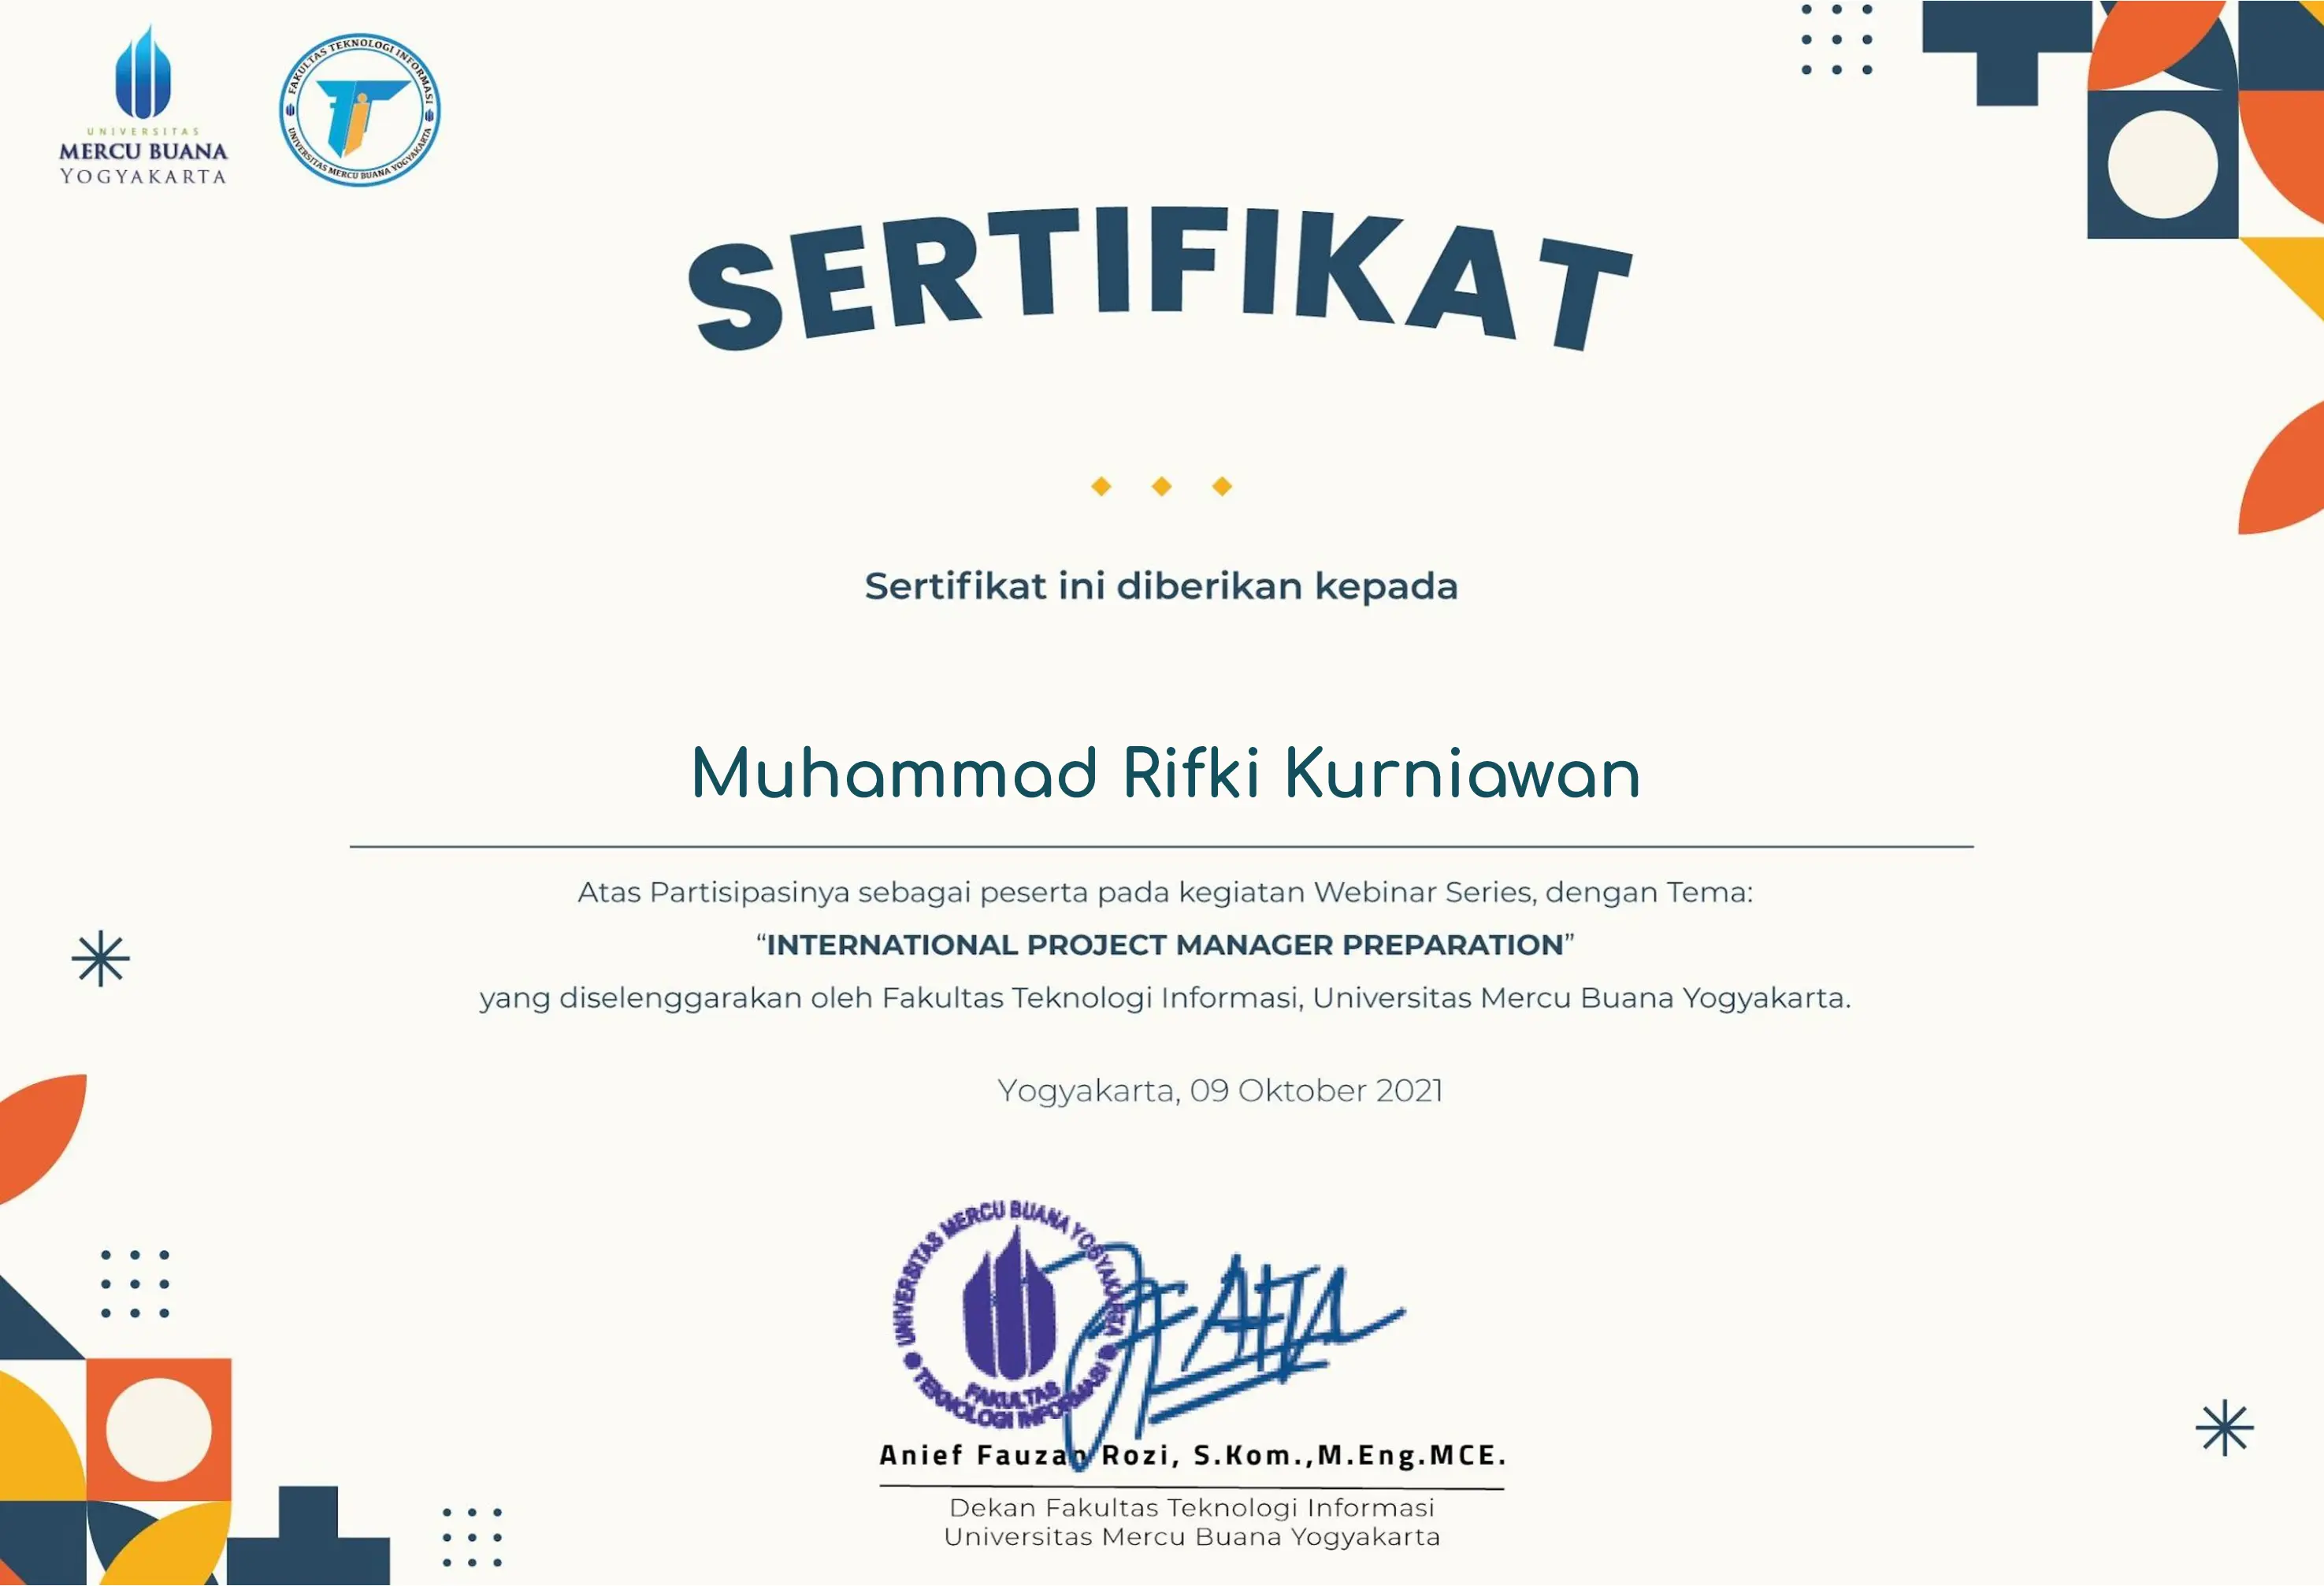 UNIVERSITAS
MERCU BUANA
YOGYAKARTA
FAKULTAS TEKNOLOGI INFORMASI
UNIVERSITAS MERCU BUANA YOGYAKARTA
SERTIFIKAT
Sertifikat ini diberikan kepada
Muhammad Rifki Kurniawan
Atas Partisipasinya sebagai peserta pada kegiatan Webinar Series, dengan Tema:
“INTERNATIONAL PROJECT MANAGER PREPARATION”
yang diselenggarakan oleh Fakultas Teknologi Informasi, Universitas Mercu Buana Yogyakarta.
Yogyakarta, 09 Oktober 2021
UNIVERSITAS MERCU BUANA YOGYAKARTA
FAKULTAS
TEKNOLOGI INFORMASI
Anief Fauzan Rozi, S.Kom.,M.Eng.MCE.
Dekan Fakultas Teknologi Informasi
Universitas Mercu Buana Yogyakarta